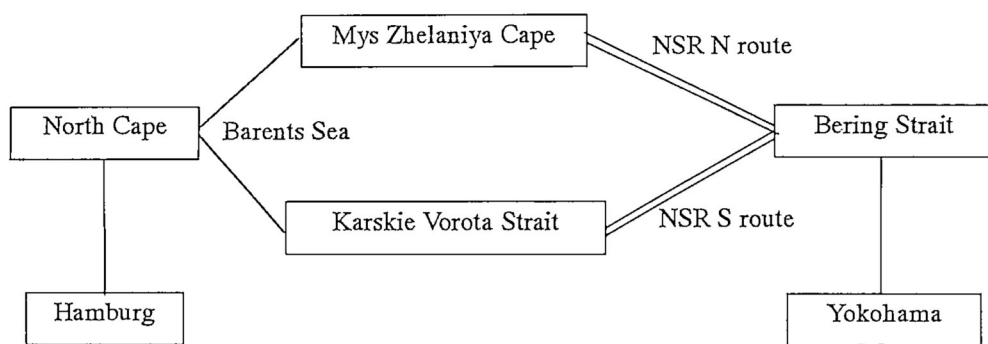 Mys Zhelaniya Cape
NSR N route
North Cape
Barents Sea
Bering Strait
Karskie Vorota Strait
NSR S route
Hamburg
Yokohama